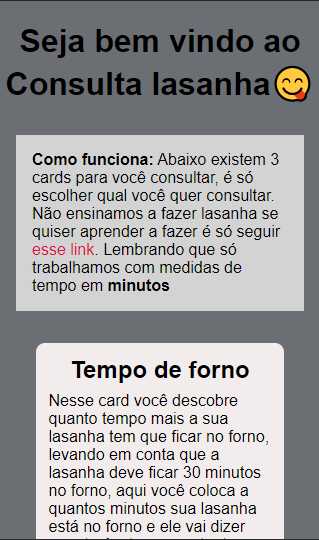 Seja bem vindo ao
Consulta lasanha😋
Como funciona: Abaixo existem 3
cards para você consultar, é só
escolher qual você quer consultar.
Não ensinamos a fazer lasanha se
quiser aprender a fazer é só seguir
esse link. Lembrando que só
trabalhamos com medidas de
tempo em minutos
Tempo de forno
Nesse card você descobre
quanto tempo mais a sua
lasanha tem que ficar no forno,
levando em conta que a
lasanha deve ficar 30 minutos
no forno, aqui você coloca a
quantos minutos sua lasanha
está no forno e ele vai dizer